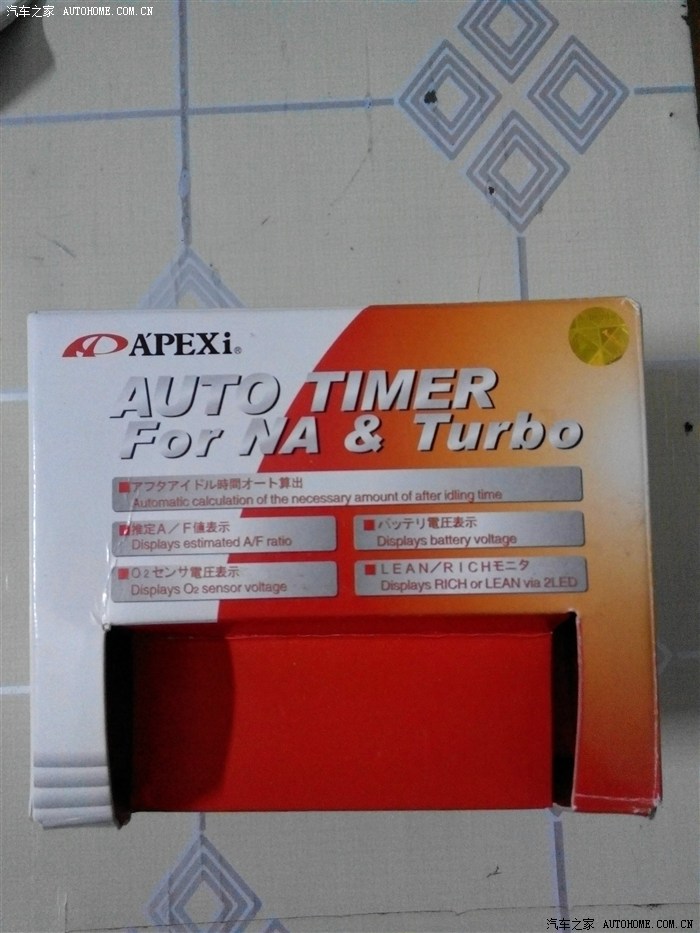 汽车之家 AUTOHOME.COM.CN
A'PEXi®
AUTO TIMER
For NA & Turbo
■アフタアイドル時間オート算出
Automatic calculation of the necessary amount of after idling time
■推定A／F値表示
Displays estimated A/F ratio
■バッテリ電圧表示
Displays battery voltage
■O2センサ電圧表示
Displays O2 sensor voltage
■LEAN／RICHモニタ
Displays RICH or LEAN via 2LED
汽车之家 AUTOHOME.COM.CN